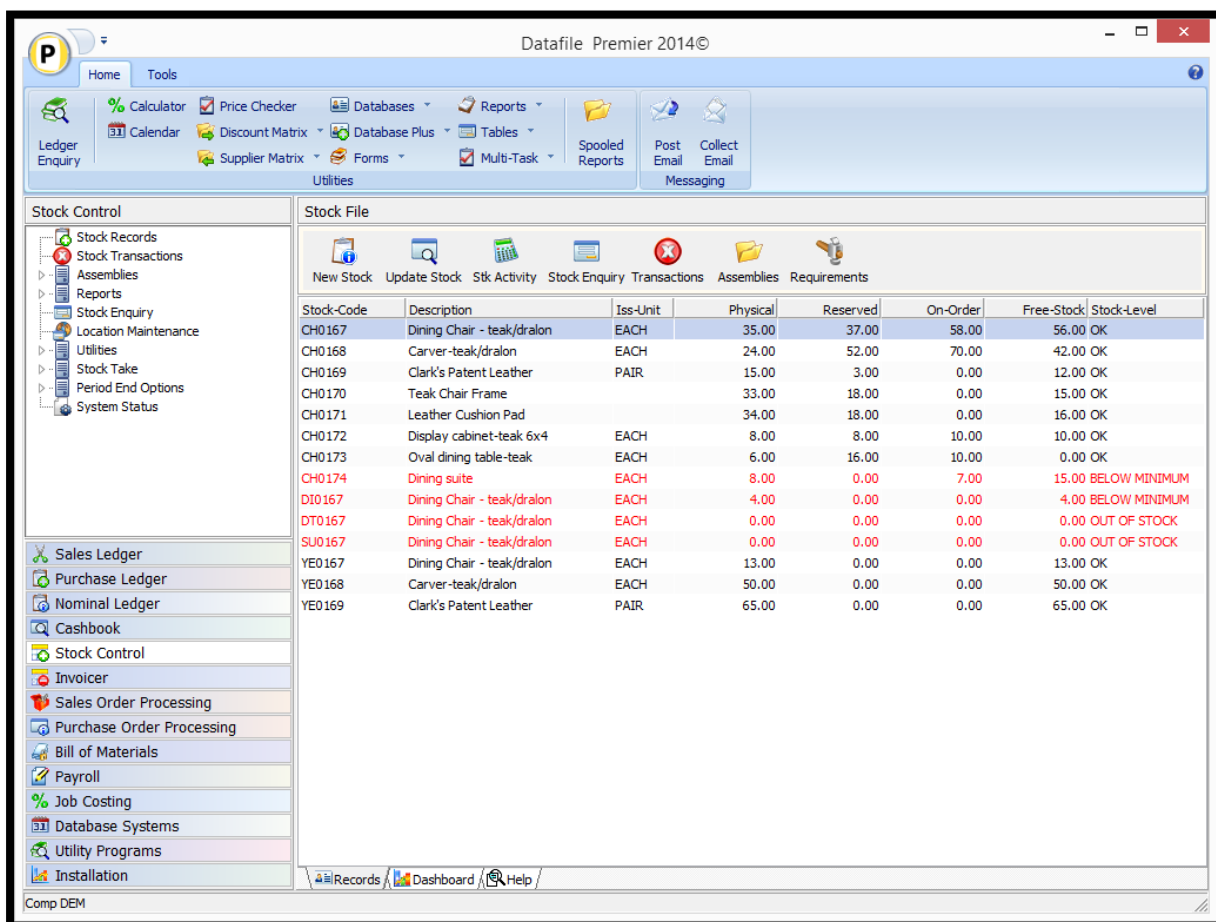 Datafile Premier 2014©
P
Home Tools
Calculator Price Checker Databases Reports
Calendar Discount Matrix Database Plus Tables
Supplier Matrix Forms Multi-Task
Ledger Enquiry
Spooled Reports
Post Email
Collect Email
Utilities Messaging
Stock Control
Stock Records
Stock Transactions
Assemblies
Reports
Stock Enquiry
Location Maintenance
Utilities
Stock Take
Period End Options
System Status
Sales Ledger
Purchase Ledger
Nominal Ledger
Cashbook
Stock Control
Invoicer
Sales Order Processing
Purchase Order Processing
Bill of Materials
Payroll
Job Costing
Database Systems
Utility Programs
Installation
Stock File
New Stock Update Stock Stk Activity Stock Enquiry Transactions Assemblies Requirements
Stock-Code Description Iss-Unit Physical Reserved On-Order Free-Stock Stock-Level
CH0167 Dining Chair - teak/dralon EACH 35.00 37.00 58.00 56.00 OK
CH0168 Carver-teak/dralon EACH 24.00 52.00 70.00 42.00 OK
CH0169 Clark's Patent Leather PAIR 15.00 3.00 0.00 12.00 OK
CH0170 Teak Chair Frame 33.00 18.00 0.00 15.00 OK
CH0171 Leather Cushion Pad 34.00 18.00 0.00 16.00 OK
CH0172 Display cabinet-teak 6x4 EACH 8.00 8.00 10.00 10.00 OK
CH0173 Oval dining table-teak EACH 6.00 16.00 10.00 0.00 OK
CH0174 Dining suite EACH 8.00 0.00 7.00 15.00 BELOW MINIMUM
DI0167 Dining Chair - teak/dralon EACH 4.00 0.00 0.00 4.00 BELOW MINIMUM
DT0167 Dining Chair - teak/dralon EACH 0.00 0.00 0.00 0.00 OUT OF STOCK
SU0167 Dining Chair - teak/dralon EACH 0.00 0.00 0.00 0.00 OUT OF STOCK
YE0167 Dining Chair - teak/dralon EACH 13.00 0.00 0.00 13.00 OK
YE0168 Carver-teak/dralon EACH 50.00 0.00 0.00 50.00 OK
YE0169 Clark's Patent Leather PAIR 65.00 0.00 0.00 65.00 OK
Records Dashboard Help
Comp DEM